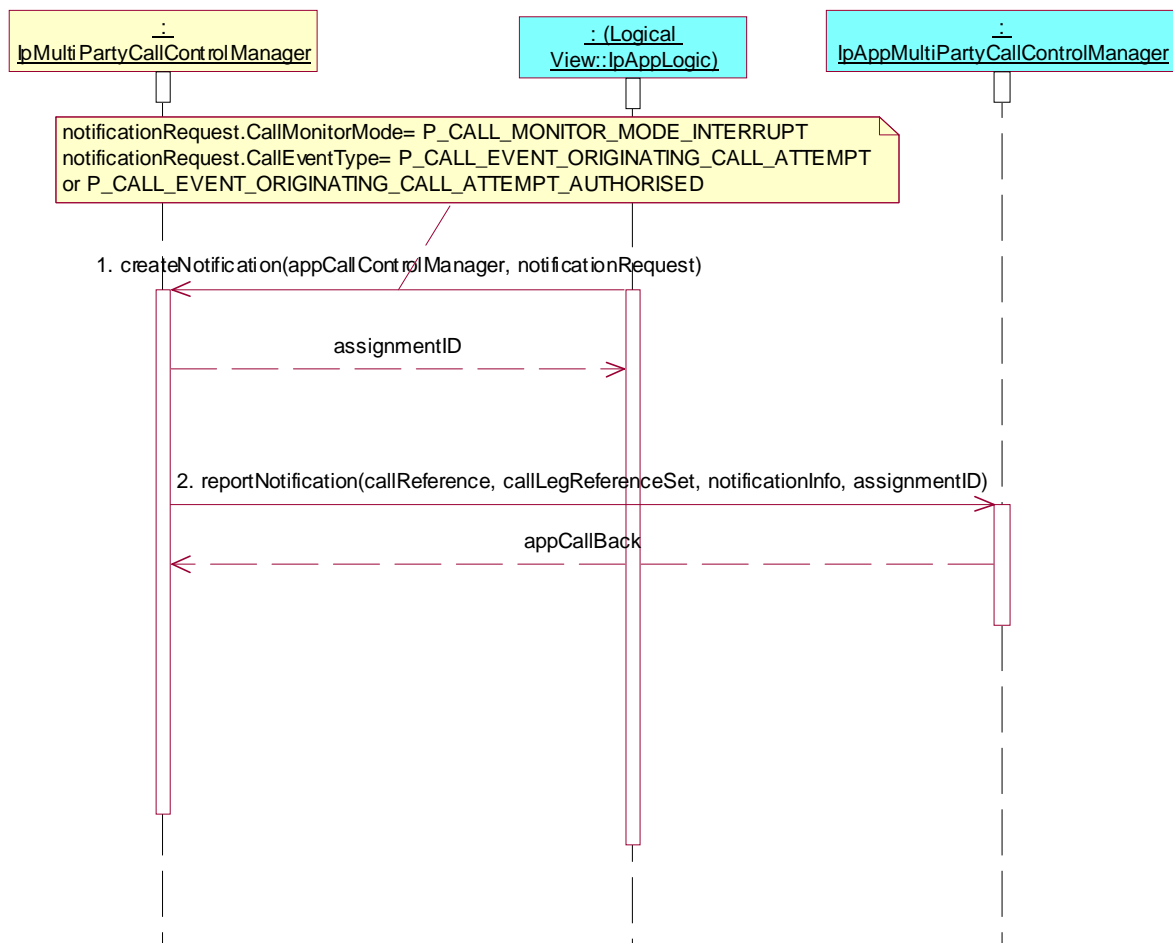 :
IpMultiPartyCallControlManager
: (Logical
View::IpAppLogic)
:
IpAppMultiPartyCallControlManager
notificationRequest.CallMonitorMode= P_CALL_MONITOR_MODE_INTERRUPT
notificationRequest.CallEventType= P_CALL_EVENT_ORIGINATING_CALL_ATTEMPT
or P_CALL_EVENT_ORIGINATING_CALL_ATTEMPT_AUTHORISED
1. createNotification(appCallControlManager, notificationRequest)
assignmentID
2. reportNotification(callReference, callLegReferenceSet, notificationInfo, assignmentID)
appCallBack